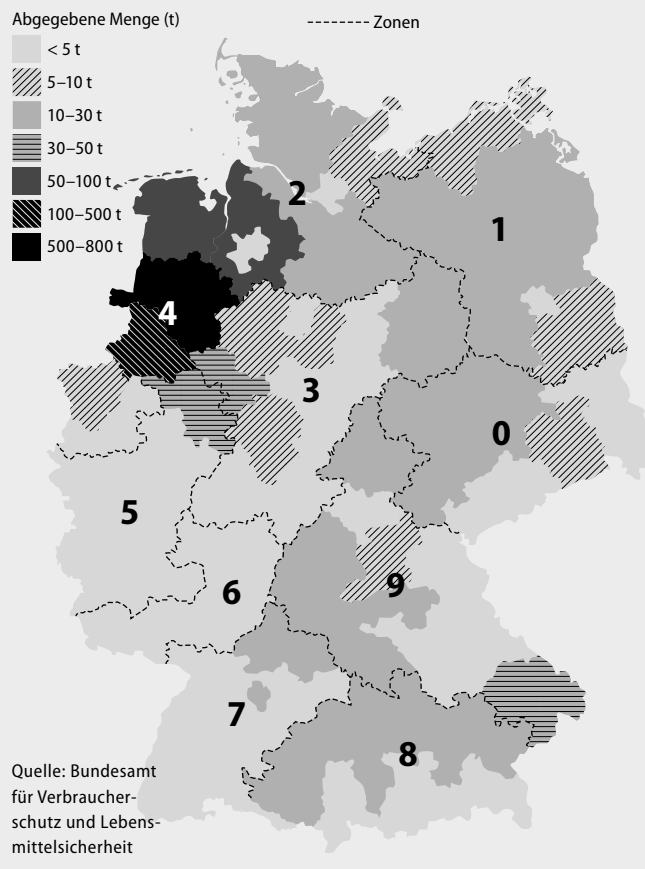 Abgegebene Menge (t)
< 5 t
5–10 t
10–30 t
30–50 t
50–100 t
100–500 t
500–800 t
Zonen
2
1
4
3
0
5
6
9
7
8
Quelle: Bundesamt
für Verbraucher-
schutz und Lebens-
mittelsicherheit